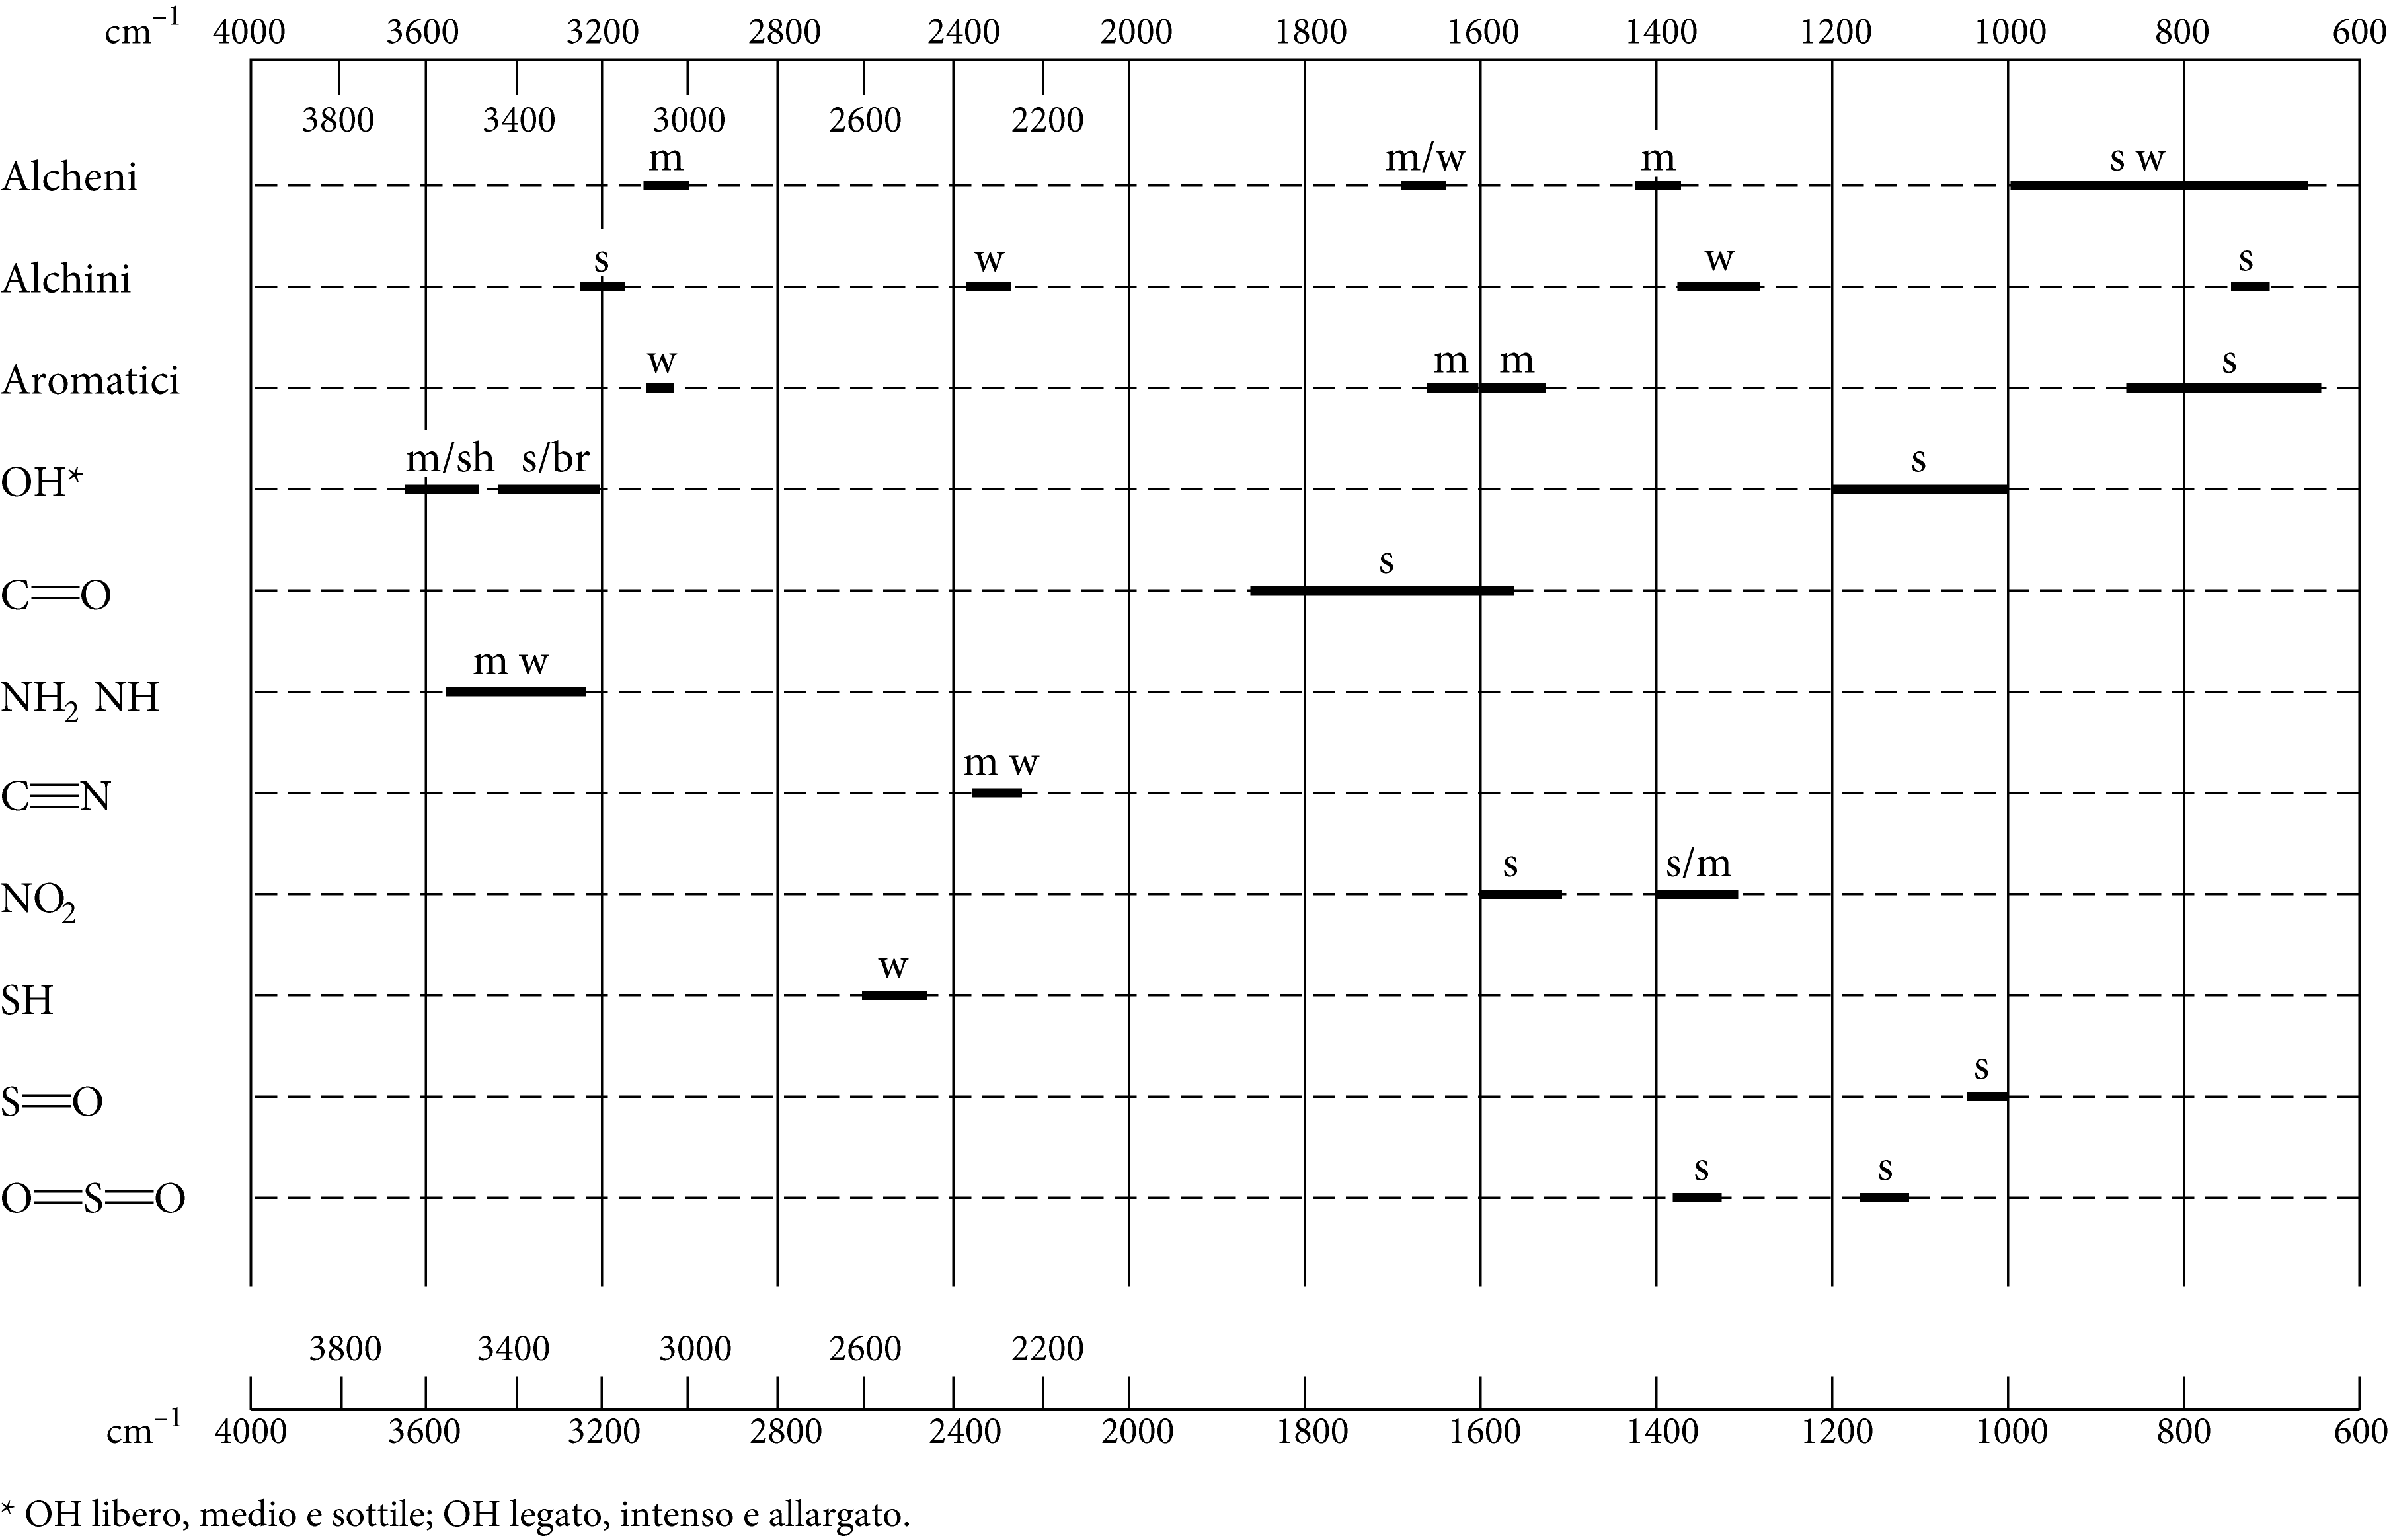 cm⁻¹ 4000 3600 3200 2800 2400 2000 1800 1600 1400 1200 1000 800 600
3800 3400 3000 2600 2200
m m/w m s w
Alcheni
s w w s
Alchini
w m m s
Aromatici
m/sh s/br s
OH*
s
C=O
m w
NH₂ NH
m w
C≡N
s s/m
NO₂
w
SH
s
S=O
s s
O=S=O
3800 3400 3000 2600 2200
cm⁻¹ 4000 3600 3200 2800 2400 2000 1800 1600 1400 1200 1000 800 600
* OH libero, medio e sottile; OH legato, intenso e allargato.